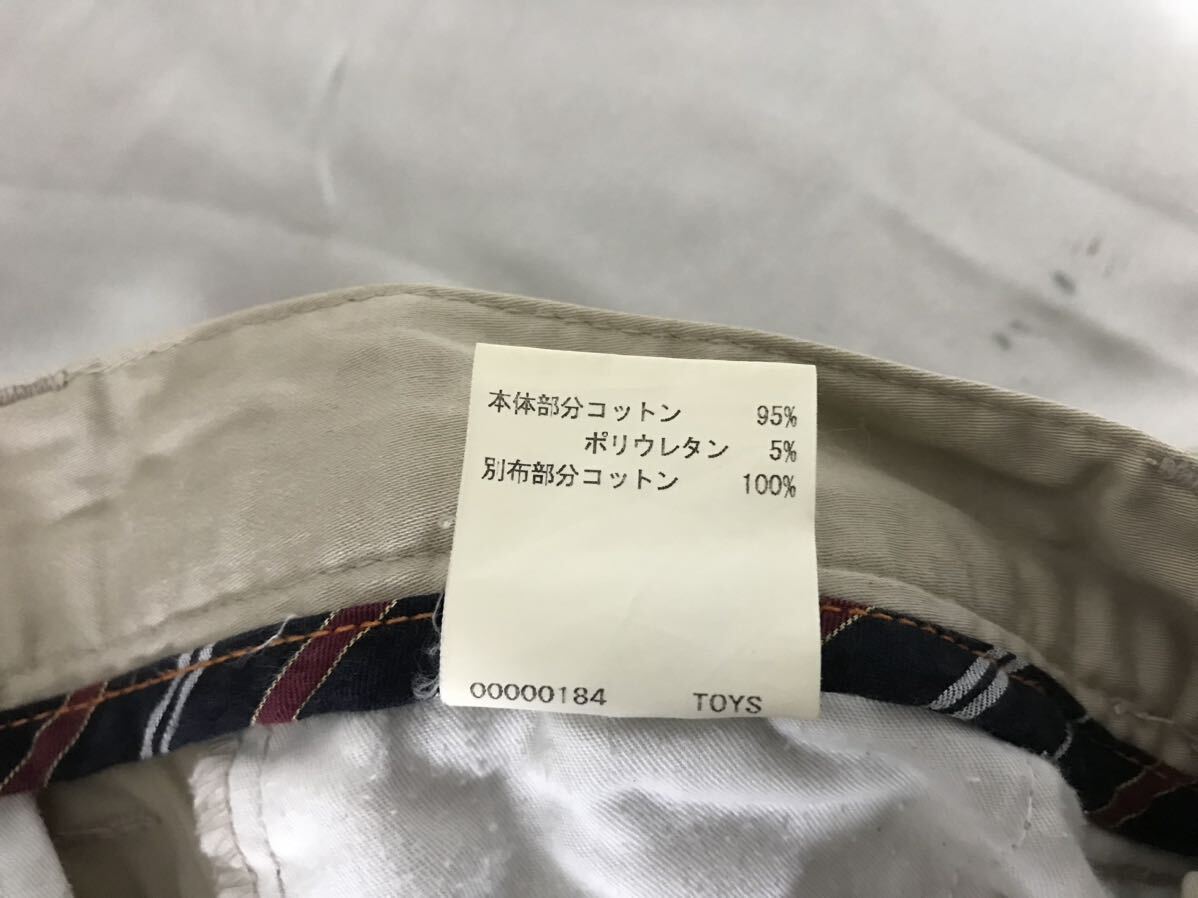 本体部分コットン 95%
ポリウレタン 5%
別布部分コットン 100%
00000184 TOYS